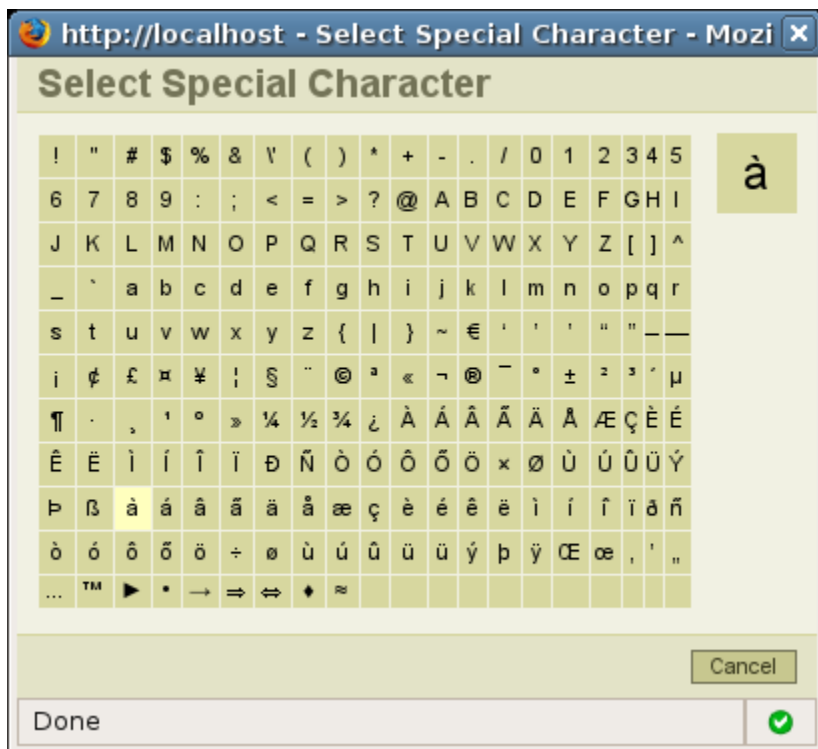 http://localhost - Select Special Character - Mozi
Select Special Character
! " # $ % & \' ( ) * + - . / 0 1 2 3 4 5
à
6 7 8 9 : ; < = > ? @ A B C D E F G H I
J K L M N O P Q R S T U V W X Y Z [ ] ^
_ ` a b c d e f g h i j k l m n o p q r
s t u v w x y z { | } ~ € ‘ ’ ’ “ ” – —
¡ ¢ £ ¤ ¥ ¦ § ¨ © ª « ¬ ® ¯ ° ± ² ³ ´ µ
¶ · ¸ ¹ º » ¼ ½ ¾ ¿ À Á Â Ã Ä Å Æ Ç È É
Ê Ë Ì Í Î Ï Ð Ñ Ò Ó Ô Õ Ö × Ø Ù Ú Û Ü Ý
Þ ß à á â ã ä å æ ç è é ê ë ì í î ï ð ñ
ò ó ô õ ö ÷ ø ù ú û ü ü ý þ ÿ Œ œ ‚ ‛ „
... ™ ► • → ⇒ ⇔ ♦ ≈
Cancel
Done